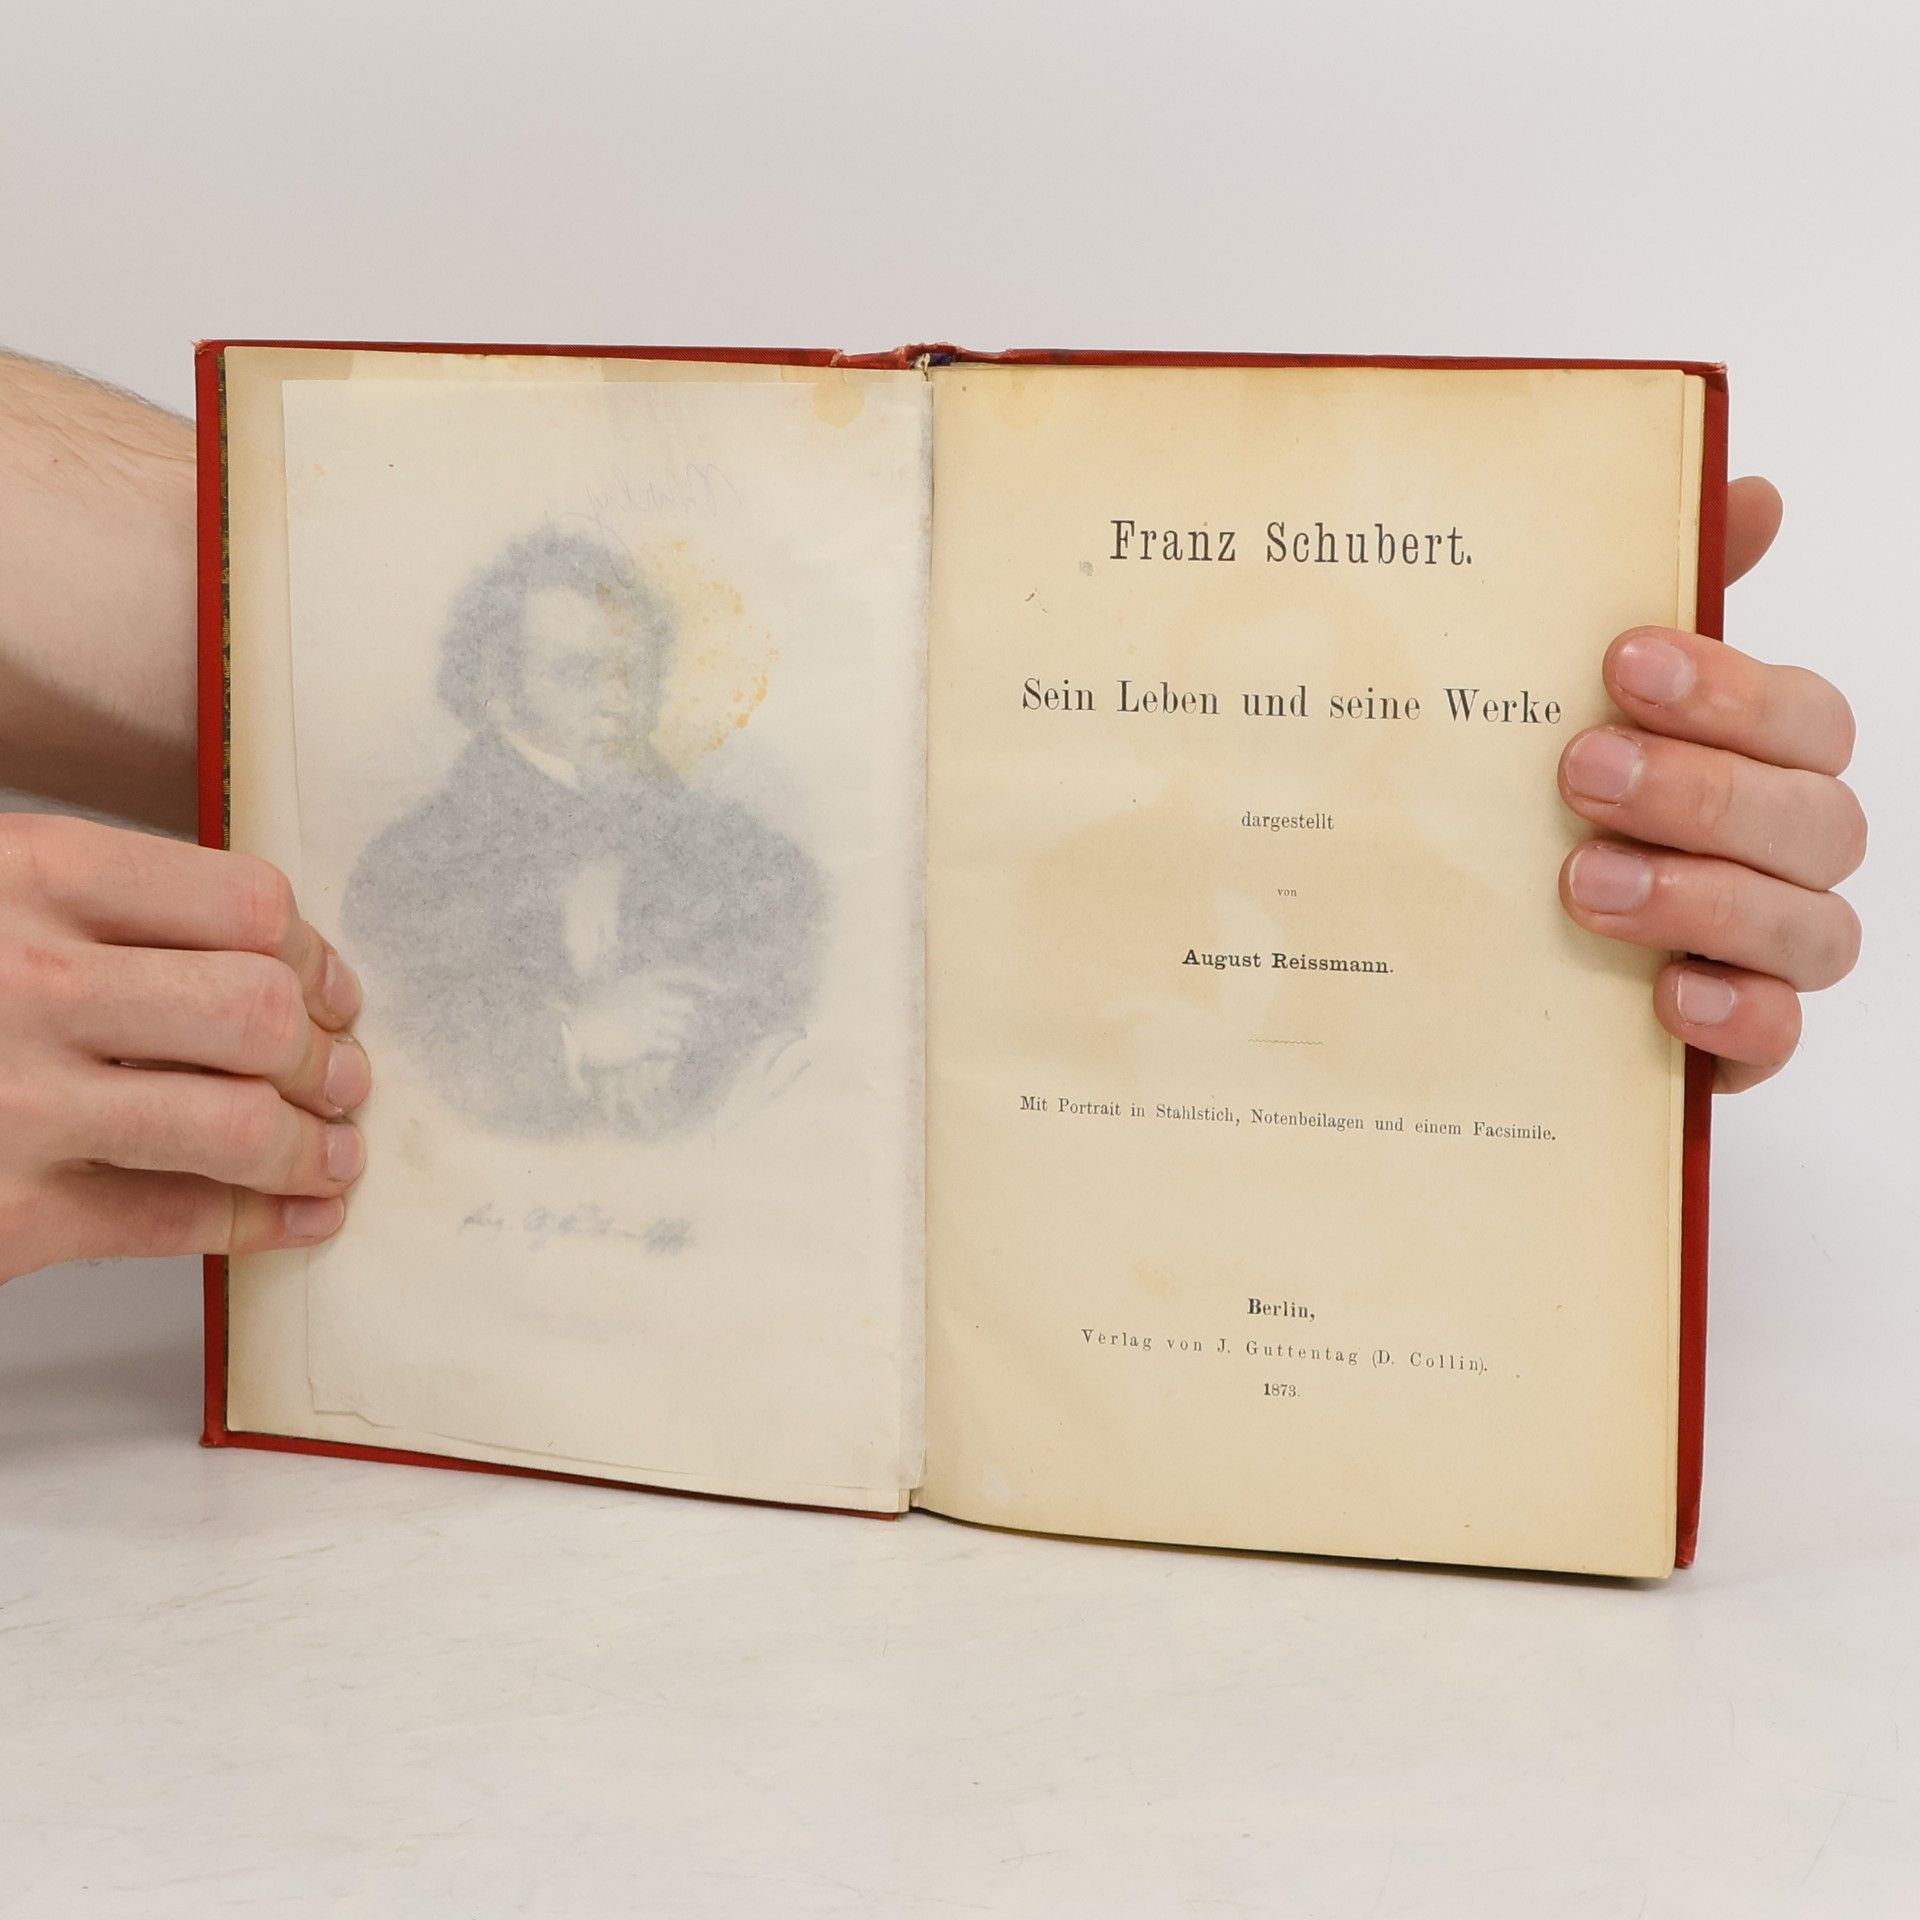 Franz Schubert.
Sein Leben und seine Werke
dargestellt
von
August Reissmann.
Mit Portrait in Stahlstich, Notenbeilagen und einem Facsimile.
Berlin,
Verlag von J. Guttentag (D. Collin).
1873.